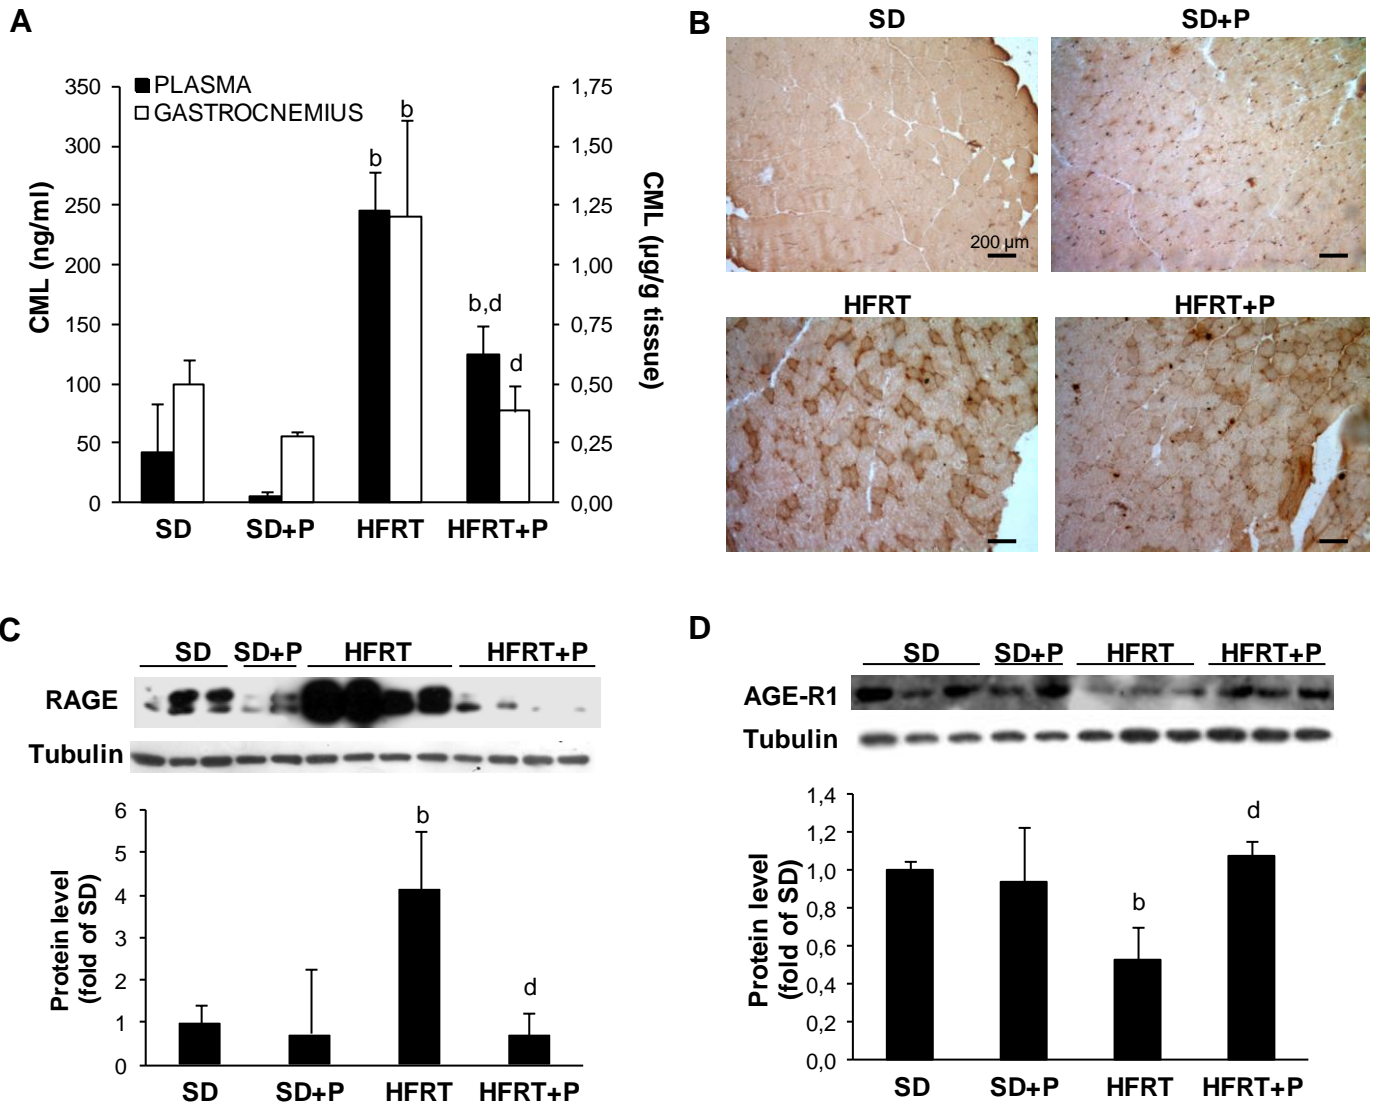 A
PLASMA
GASTROCNEMIUS
CML (ng/ml)
350
300
250
200
150
100
50
0
b
b
b,d
d
1,75
1,50
1,25
1,00
0,75
0,50
0,25
0,00
CML (µg/g tissue)
SD SD+P HFRT HFRT+P
B
SD SD+P
200 µm
HFRT HFRT+P
C
SD SD+P HFRT HFRT+P
RAGE
Tubulin
Protein level
(fold of SD)
6
5
4
3
2
1
0
b
d
SD SD+P HFRT HFRT+P
D
SD SD+P HFRT HFRT+P
AGE-R1
Tubulin
Protein level
(fold of SD)
1,4
1,2
1,0
0,8
0,6
0,4
0,2
0,0
b
d
SD SD+P HFRT HFRT+P